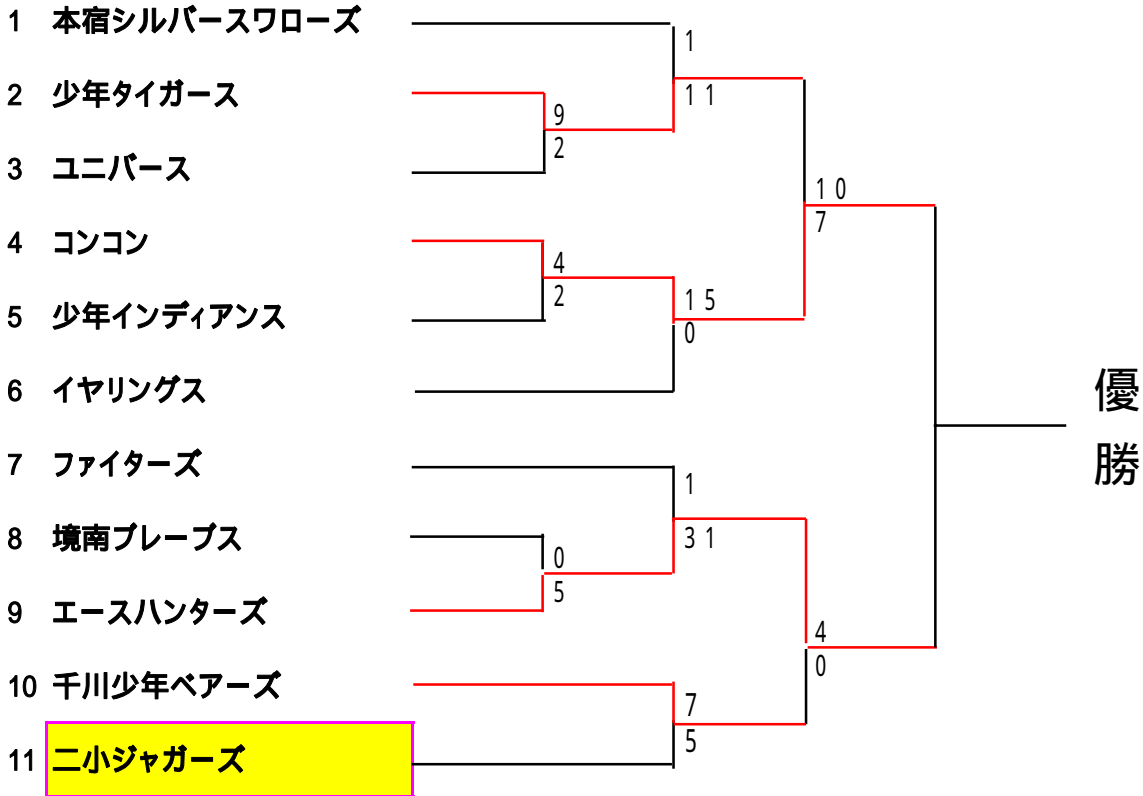 1 本宿シルバースワローズ
1
2 少年タイガース
1 1
9
2
3 ユニバース
1 0
7
4 コンコン
4
2
1 5
0
5 少年インディアンス
6 イヤリングス
優
勝
7 ファイターズ
1
3 1
8 境南ブレーブス
0
5
9 エースハンターズ
4
0
10 千川少年ベアーズ
7
5
11 二小ジャガーズ